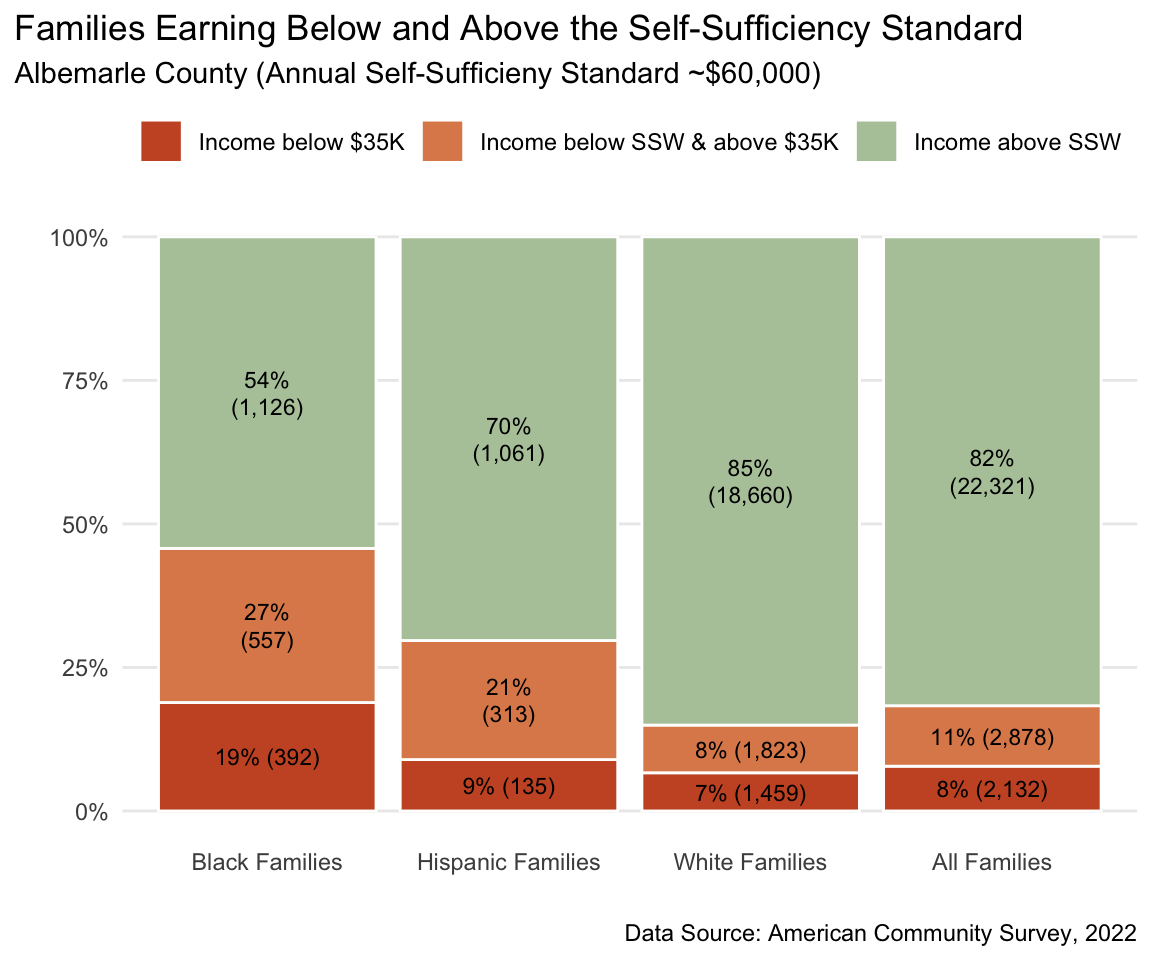 Families Earning Below and Above the Self-Sufficiency Standard
Albemarle County (Annual Self-Sufficieny Standard ~$60,000)
Income below $35K
Income below SSW & above $35K
Income above SSW
100%
75%
50%
25%
0%
54%
(1,126)
27%
(557)
19% (392)
70%
(1,061)
21%
(313)
9% (135)
85%
(18,660)
8% (1,823)
7% (1,459)
82%
(22,321)
11% (2,878)
8% (2,132)
Black Families
Hispanic Families
White Families
All Families
Data Source: American Community Survey, 2022